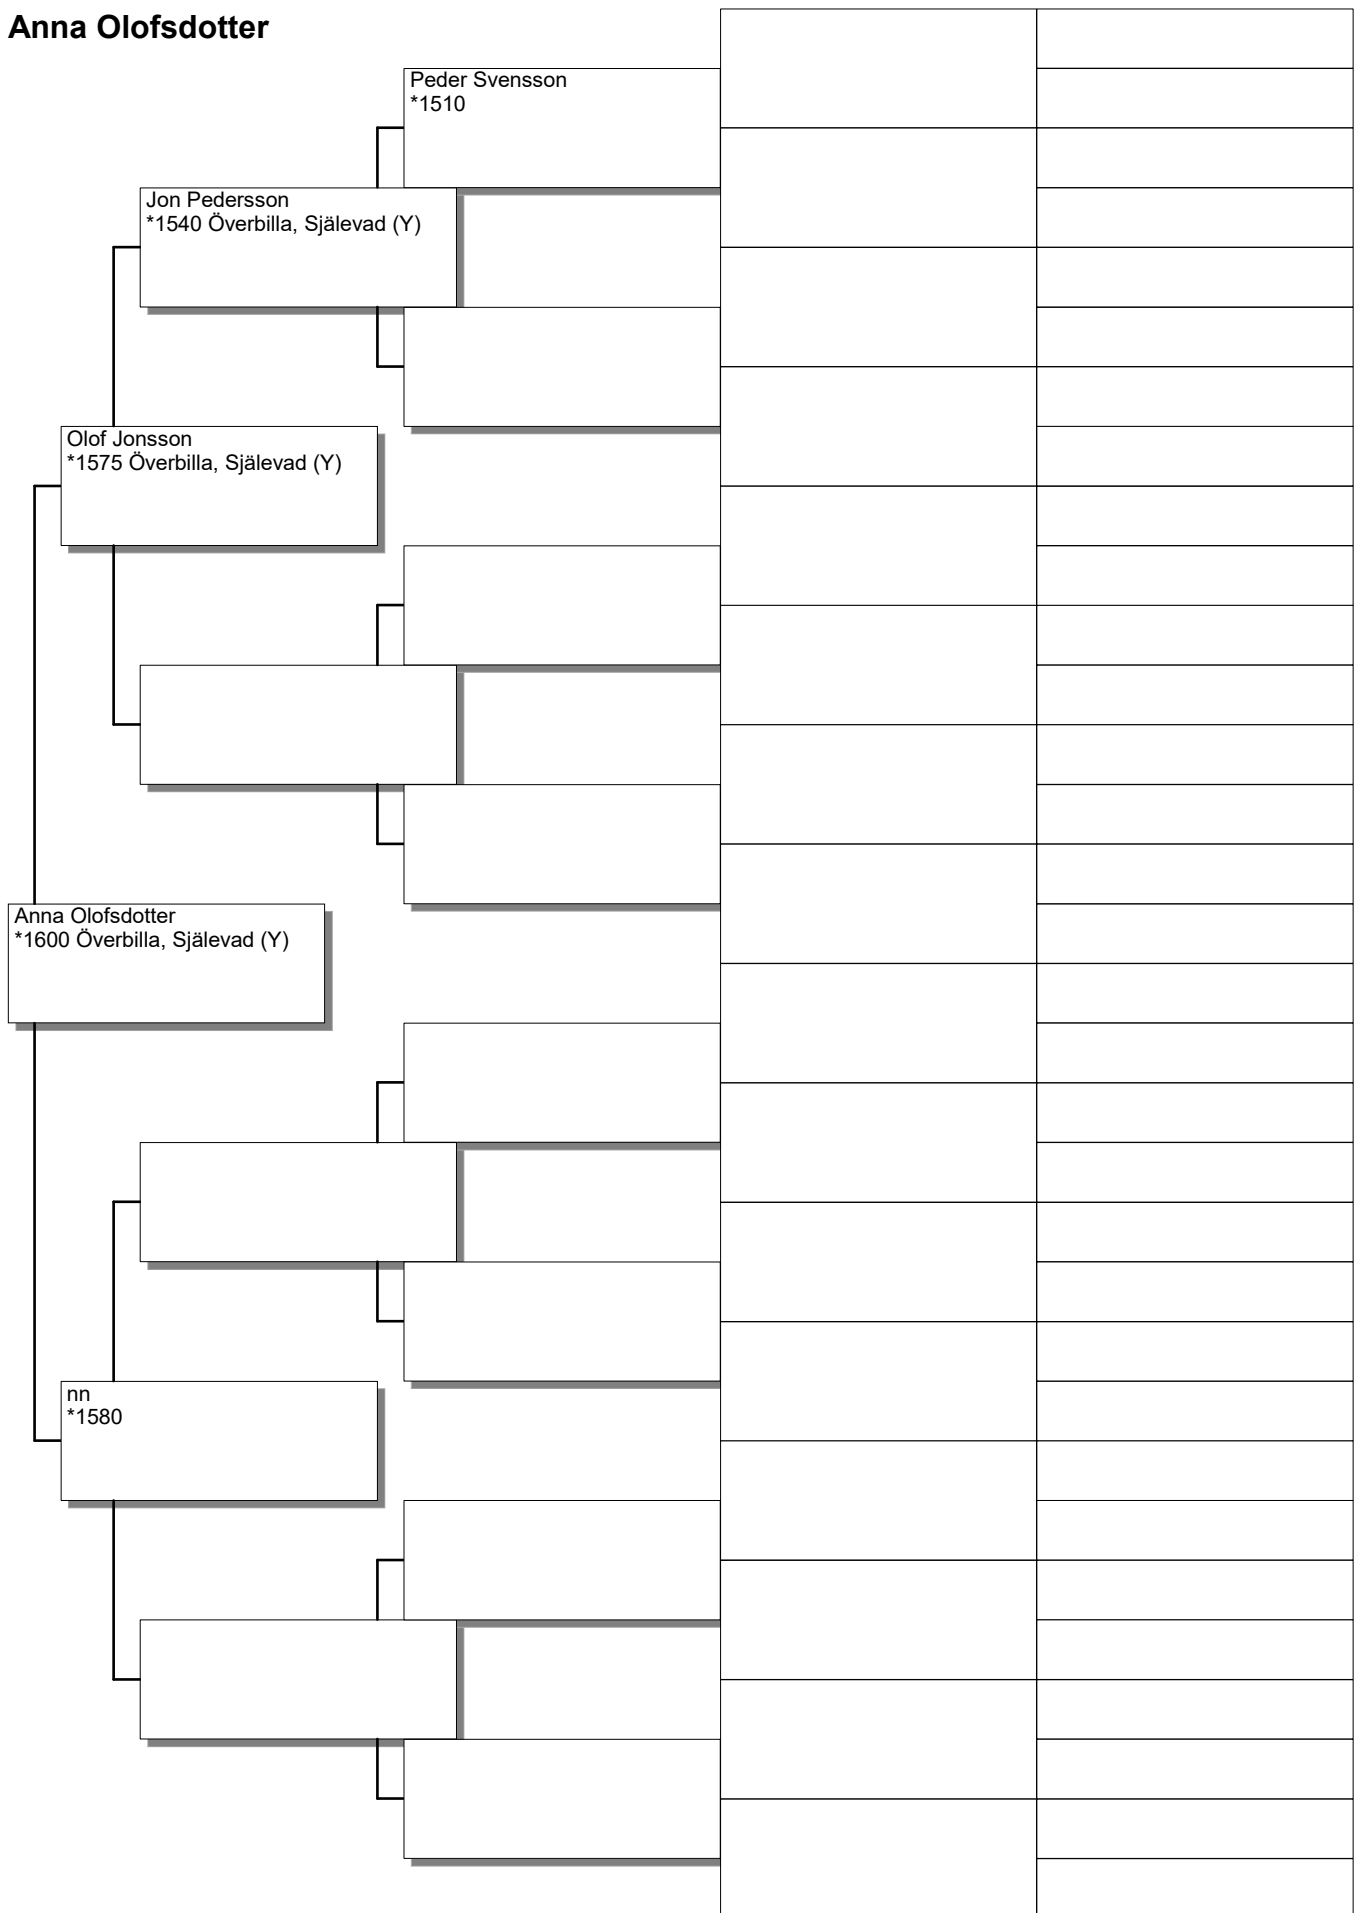 Anna Olofsdotter
Peder Svensson
*1510
Jon Pedersson
*1540 Överbilla, Själevad (Y)
Olof Jonsson
*1575 Överbilla, Själevad (Y)
Anna Olofsdotter
*1600 Överbilla, Själevad (Y)
nn
*1580